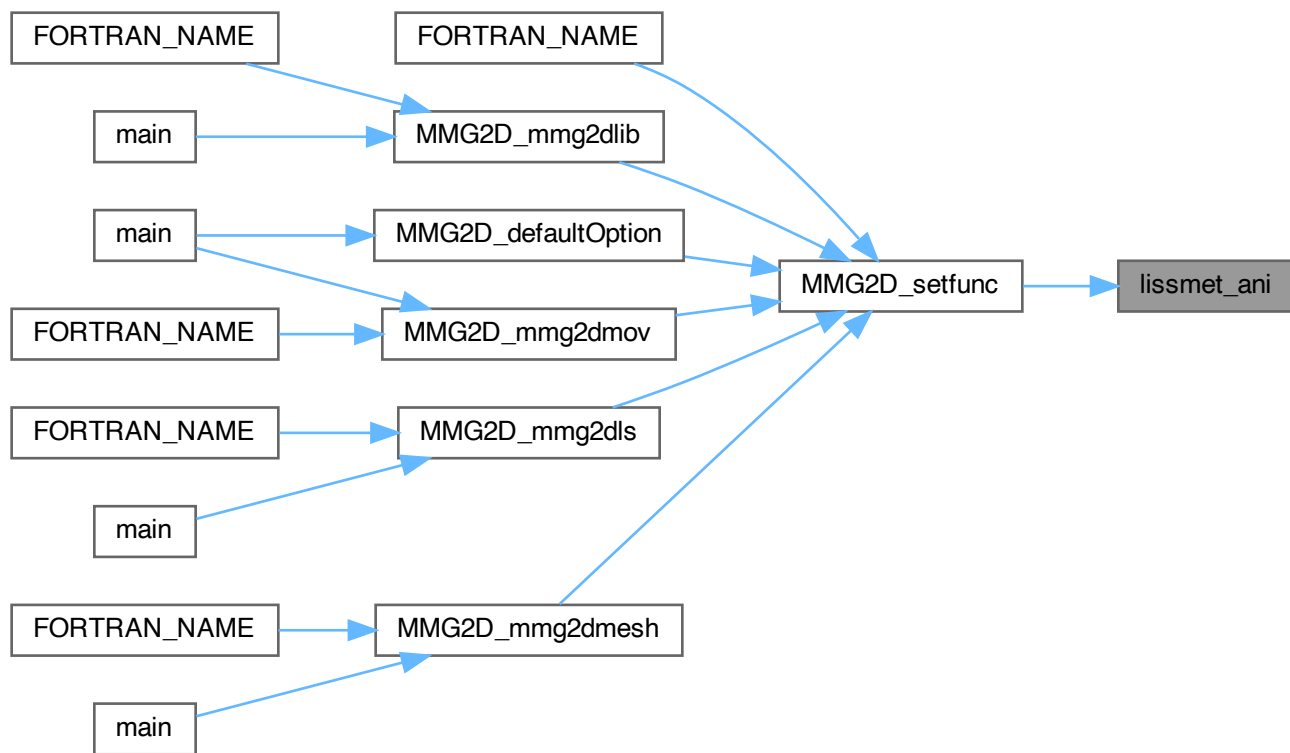 FORTRAN_NAME
FORTRAN_NAME
main
MMG2D_mmg2dlib
main
MMG2D_defaultOption
MMG2D_setfunc
lissmet_ani
FORTRAN_NAME
MMG2D_mmg2dmov
FORTRAN_NAME
MMG2D_mmg2dls
main
FORTRAN_NAME
MMG2D_mmg2dmesh
main